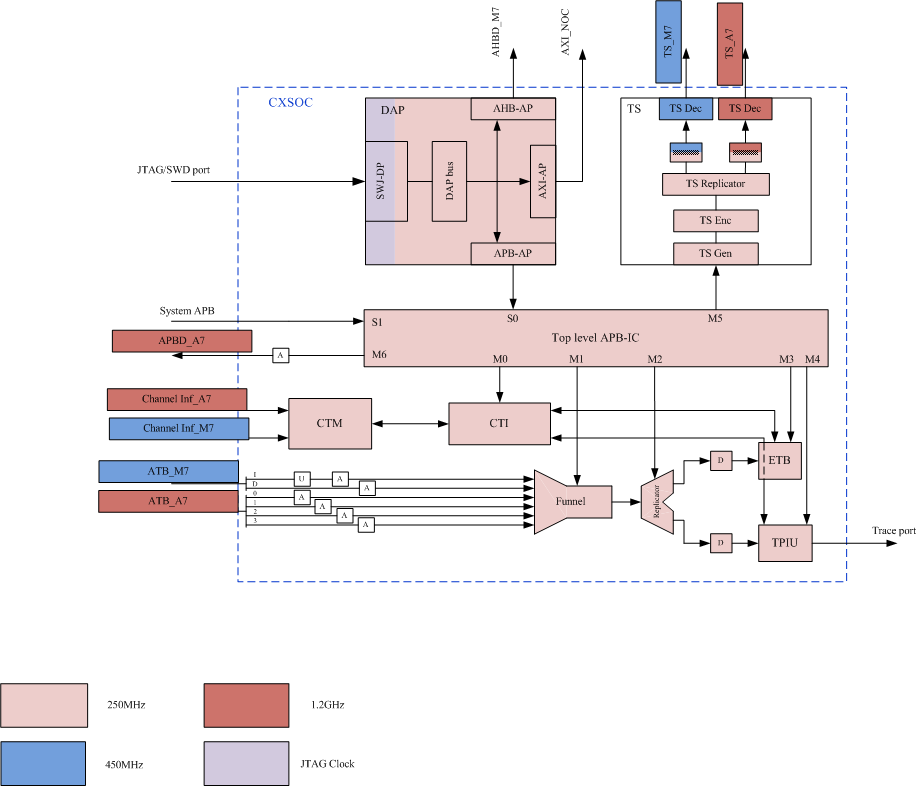 AHBD_M7
AXI_NOC
TS_M7
TS_A7
CXSOC
DAP
AHB-AP
TS
TS Dec
TS Dec
JTAG/SWD port
SWJ-DP
DAP bus
AXI-AP
TS Replicator
TS Enc
APB-AP
TS Gen
System APB
S1
S0
M5
APBD_A7
A
M6
Top level APB-IC
M0
M1
M2
M3
M4
Channel Inf_A7
Channel Inf_M7
CTM
CTI
ATB_M7
ATB_A7
I
D
0
1
2
3
U
A
A
A
A
A
A
Funnel
Replicator
D
D
ETB
TPIU
Trace port
250MHz
1.2GHz
450MHz
JTAG Clock